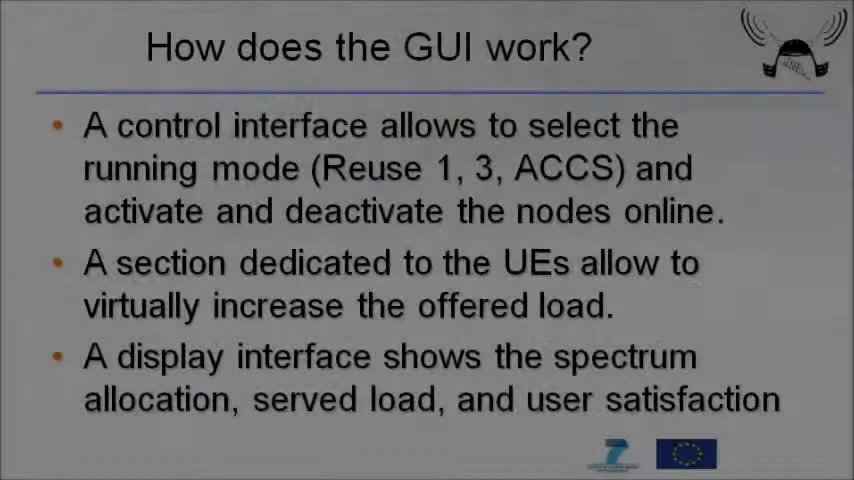 How does the GUI work?
• A control interface allows to select the
running mode (Reuse 1, 3, ACCS) and
activate and deactivate the nodes online.
• A section dedicated to the UEs allow to
virtually increase the offered load.
• A display interface shows the spectrum
allocation, served load, and user satisfaction